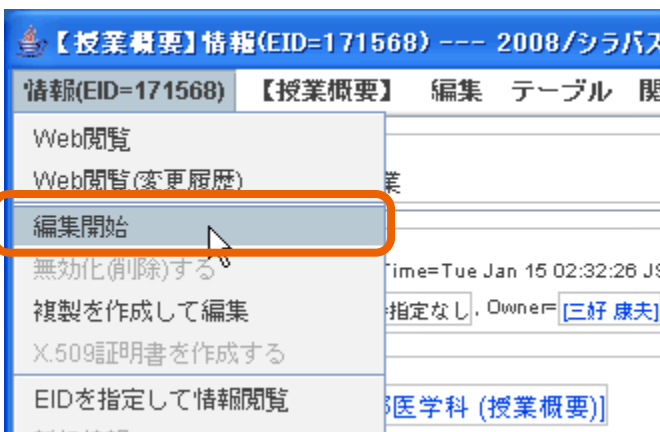 【授業概要】情報(EID=171568) --- 2008/シラバス
情報(EID=171568) 【授業概要】 編集 テーブル 関
Web閲覧
Web閲覧(変更履歴) 業
編集開始
無効化(削除)する Time=Tue Jan 15 02:32:26 JS
複製を作成して編集 指定なし, Owner=[三好 康夫]
X.509証明書を作成する
EIDを指定して情報閲覧 医学科 (授業概要)]